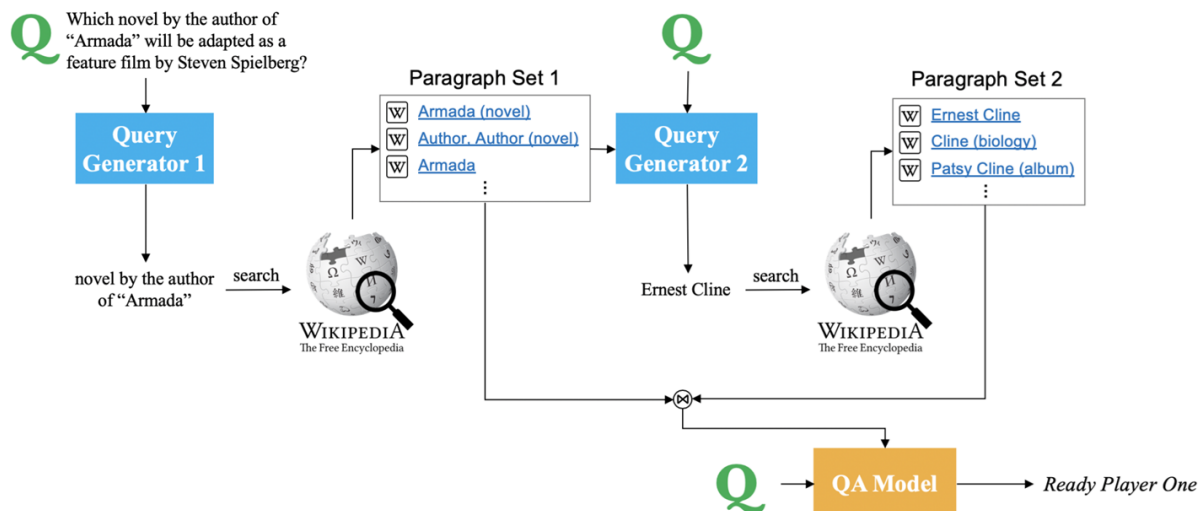 Q
Which novel by the author of
“Armada” will be adapted as a
feature film by Steven Spielberg?
Query
Generator 1
novel by the author
of “Armada”
search
WIKIPEDIA
The Free Encyclopedia
Paragraph Set 1
W Armada (novel)
W Author, Author (novel)
W Armada
⋮
Q
Query
Generator 2
Ernest Cline
search
WIKIPEDIA
The Free Encyclopedia
Paragraph Set 2
W Ernest Cline
W Cline (biology)
W Patsy Cline (album)
⋮
⋈
Q
QA Model
Ready Player One